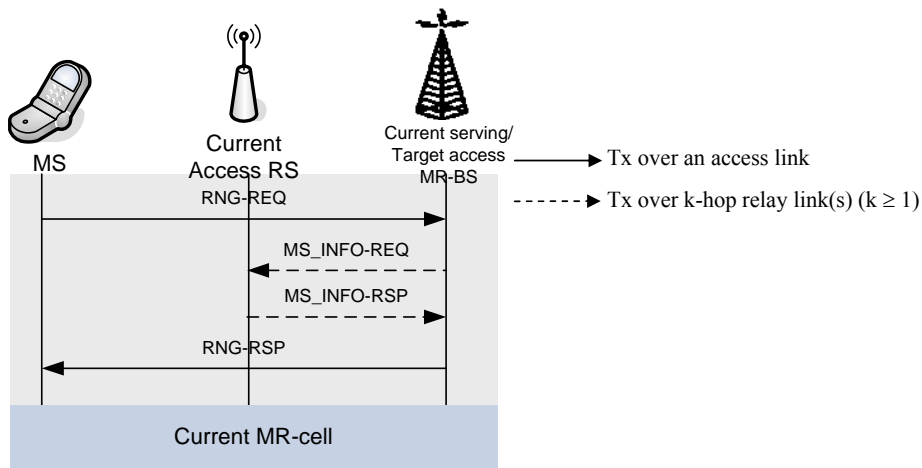 MS
Current
Access RS
Current serving/
Target access
MR-BS
Tx over an access link
Tx over k-hop relay link(s) (k ≥ 1)
RNG-REQ
MS_INFO-REQ
MS_INFO-RSP
RNG-RSP
Current MR-cell